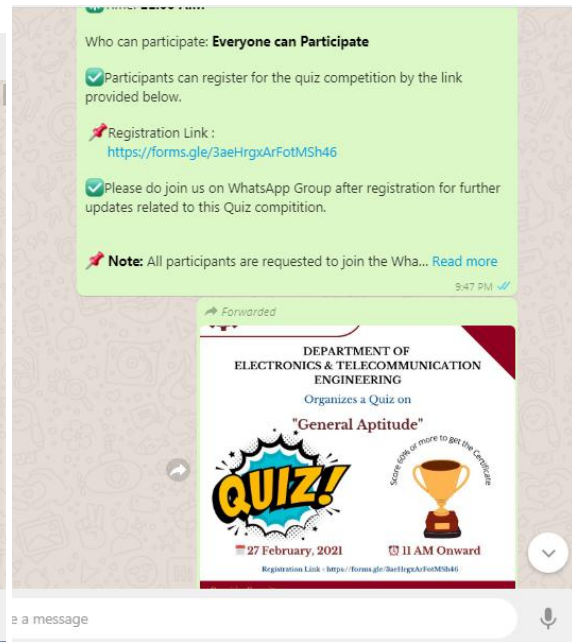 Who can participate: Everyone can Participate
✅Participants can register for the quiz competition by the link
provided below.
📌Registration Link :
https://forms.gle/3aeHrgxArFotMSh46
✅Please do join us on WhatsApp Group after registration for further
updates related to this Quiz compitition.
📌 Note: All participants are requested to join the Wha... Read more
9:47 PM
Forwarded
DEPARTMENT OF
ELECTRONICS & TELECOMMUNICATION
ENGINEERING
Organizes a Quiz on
"General Aptitude"
QUIZ!
Score 60% or more to get the Certificate
27 February, 2021
11 AM Onward
Registration Link - https://forms.gle/3aeHrgxArFotMSh46
e a message